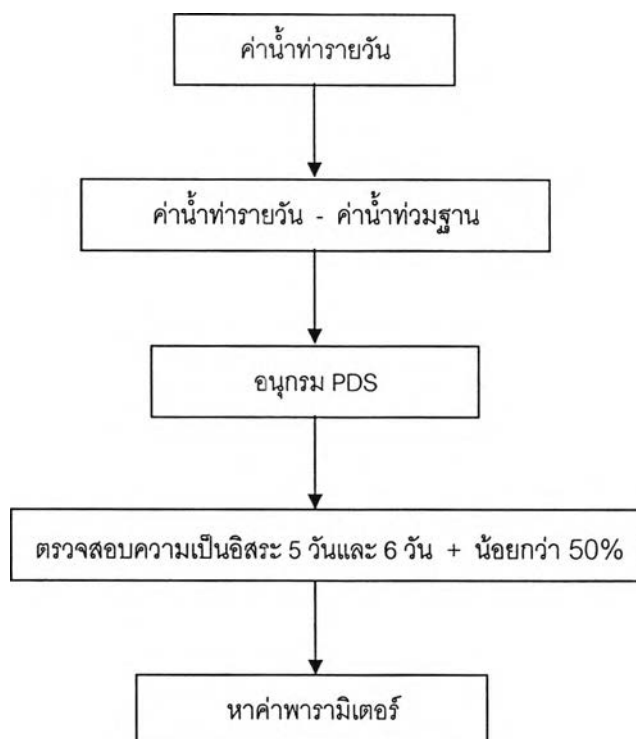 ค่าน้ำท่ารายวัน
ค่าน้ำท่ารายวัน - ค่าน้ำท่วมฐาน
อนุกรม PDS
ตรวจสอบความเป็นอิสระ 5 วันและ 6 วัน + น้อยกว่า 50%
หาค่าพารามิเตอร์